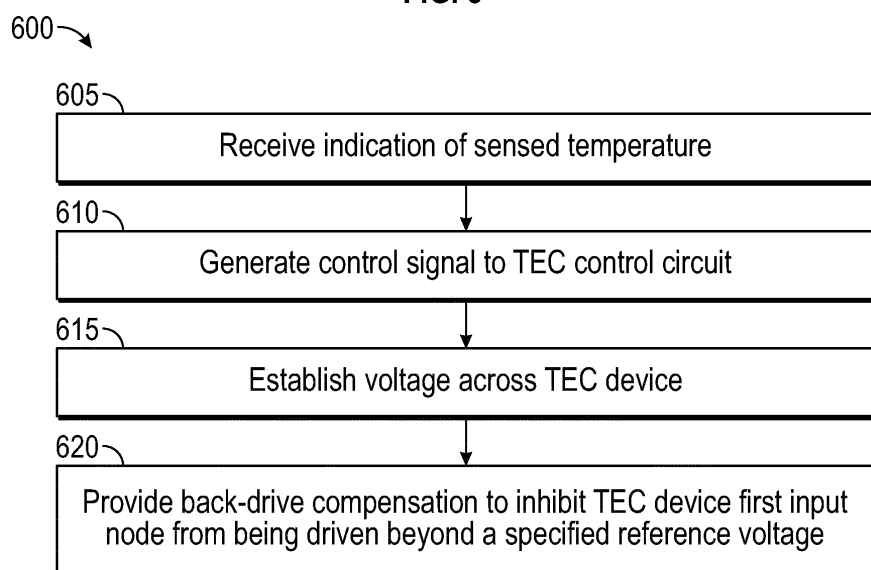 600
605
Receive indication of sensed temperature
610
Generate control signal to TEC control circuit
615
Establish voltage across TEC device
620
Provide back-drive compensation to inhibit TEC device first input
node from being driven beyond a specified reference voltage